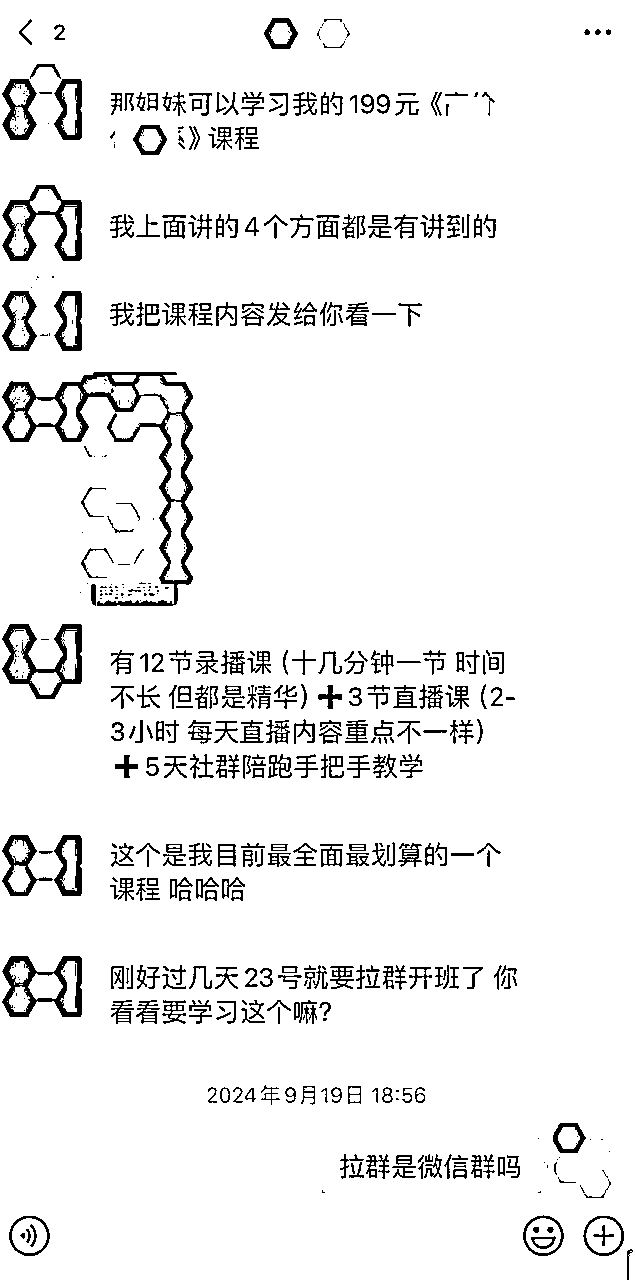 2
那姐妹可以学习我的199元《
》课程
我上面讲的4个方面都是有讲到的
我把课程内容发给你看一下
有12节录播课（十几分钟一节 时间
不长 但都是精华）➕3节直播课（2-
3小时 每天直播内容重点不一样）
➕5天社群陪跑手把手教学
这个是我目前最全面最划算的一个
课程 哈哈哈
刚好过几天23号就要拉群开班了 你
看看要学习这个嘛?
2024年9月19日 18:56
拉群是微信群吗